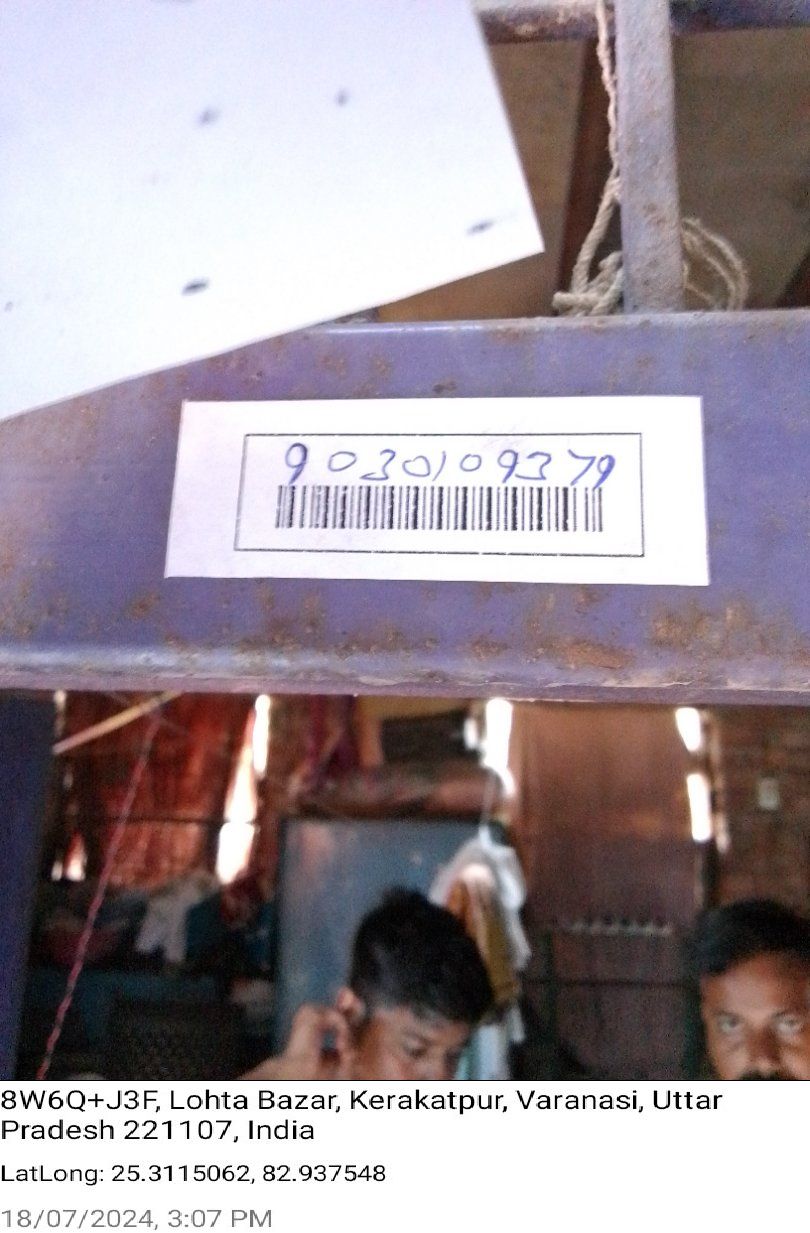 9030109379
8W6Q+J3F, Lohta Bazar, Kerakatpur, Varanasi, Uttar
Pradesh 221107, India
LatLong: 25.3115062, 82.937548
18/07/2024, 3:07 PM